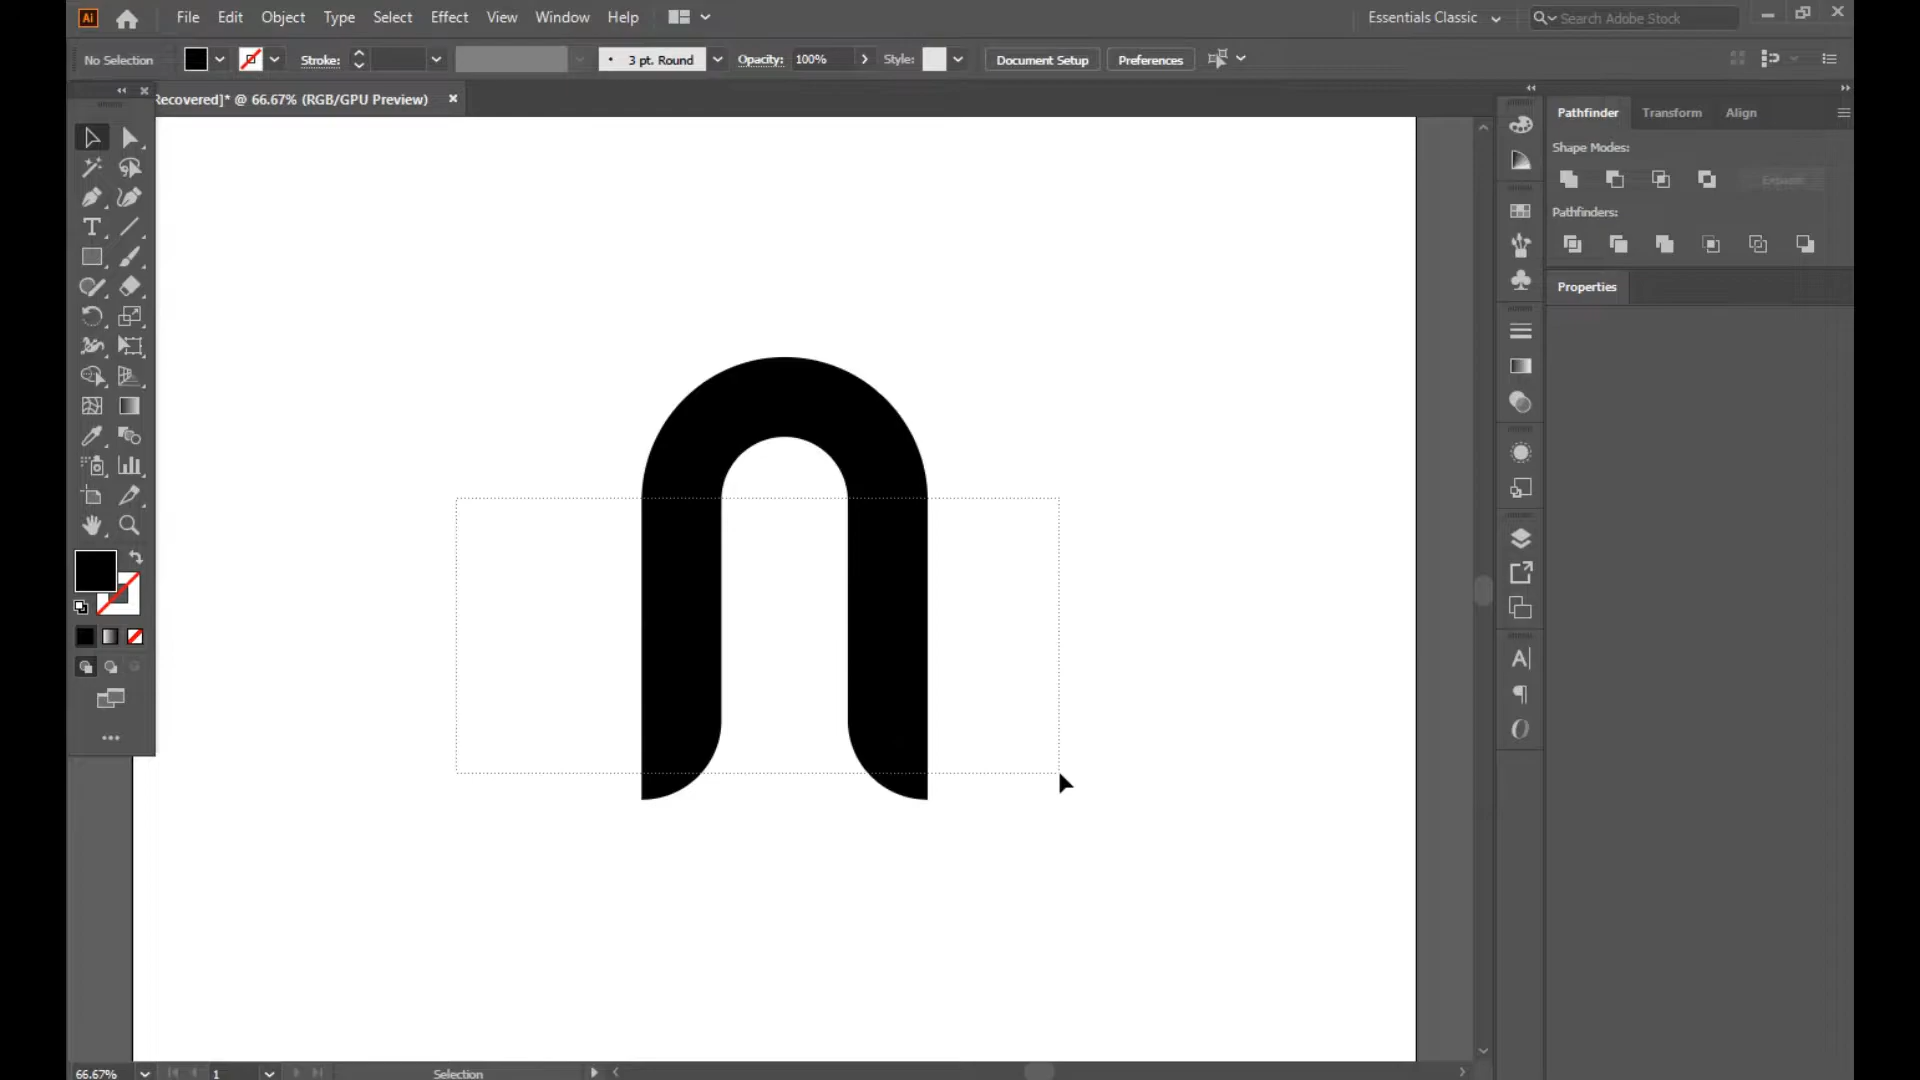 Ai File Edit Object Type Select Effect View Window Help Essentials Classic Search Adobe Stock
No Selection Stroke: 3 pt. Round Opacity: 100% Style: Document Setup Preferences
Recovered]* @ 66.67% (RGB/GPU Preview)
Pathfinder Transform Align
Shape Modes:
Expand
Pathfinders:
Properties
66.67% 1 Selection